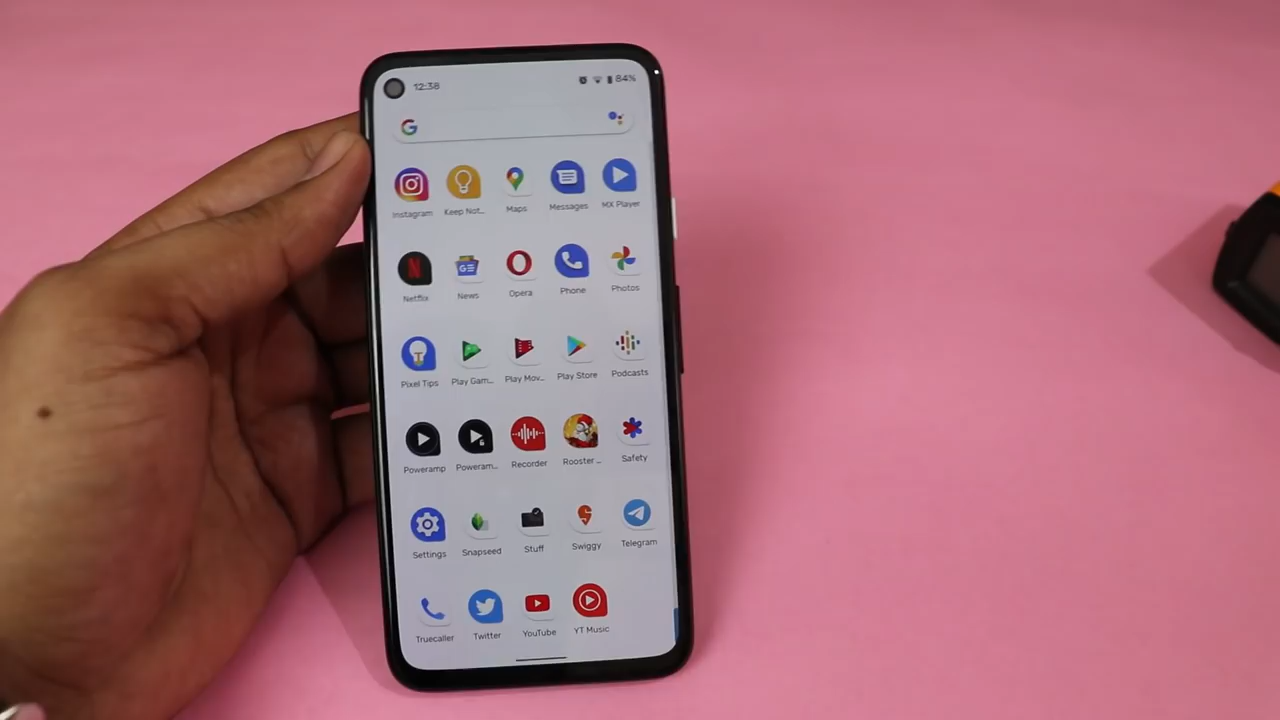 12:38 84%
Instagram Keep Not... Maps Messages MX Player
Netflix News Opera Phone Photos
Pixel Tips Play Gam... Play Mov... Play Store Podcasts
Poweramp Poweram... Recorder Rooster ... Safety
Settings Snapseed Stuff Swiggy Telegram
Truecaller Twitter YouTube YT Music